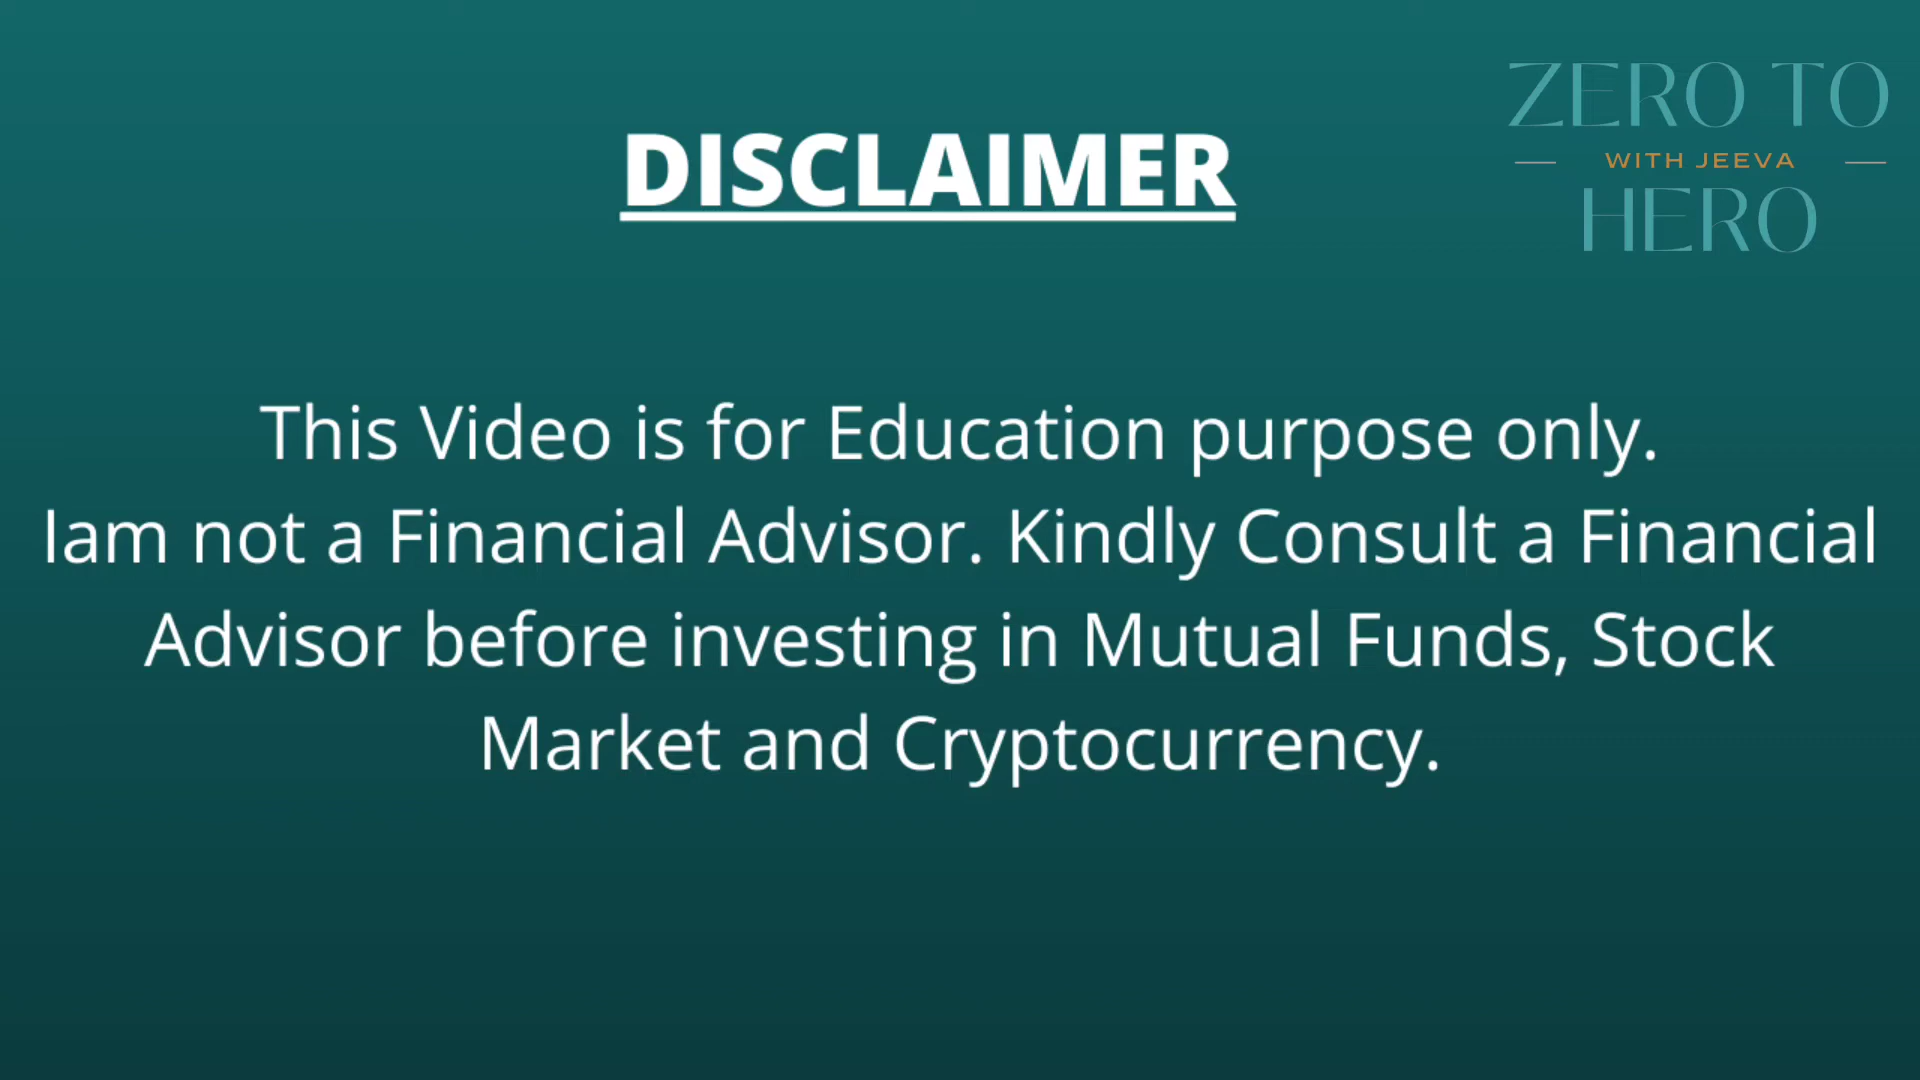 ZERO TO
WITH JEEVA
HERO
DISCLAIMER
This Video is for Education purpose only.
Iam not a Financial Advisor. Kindly Consult a Financial
Advisor before investing in Mutual Funds, Stock
Market and Cryptocurrency.